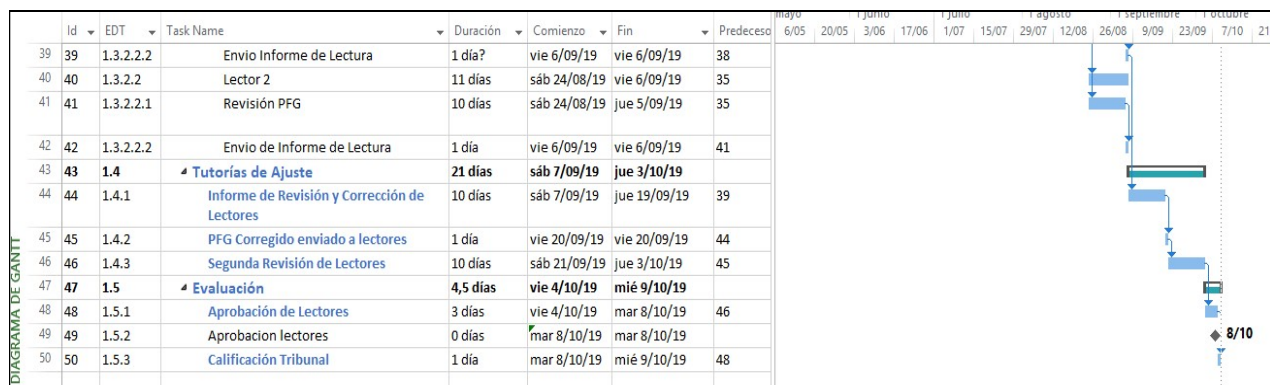 mayo 1 junio 1 julio 1 agosto 1 septiembre 1 octubre
Id EDT Task Name Duración Comienzo Fin Predeceso 6/05 20/05 3/06 17/06 1/07 15/07 29/07 12/08 26/08 9/09 23/09 7/10 21
39 39 1.3.2.2.2 Envio Informe de Lectura 1 día? vie 6/09/19 vie 6/09/19 38
40 40 1.3.2.2 Lector 2 11 días sáb 24/08/19 vie 6/09/19 35
41 41 1.3.2.2.1 Revisión PFG 10 días sáb 24/08/19 jue 5/09/19 35
42 42 1.3.2.2.2 Envio de Informe de Lectura 1 día vie 6/09/19 vie 6/09/19 41
43 43 1.4 Tutorías de Ajuste 21 días sáb 7/09/19 jue 3/10/19
44 44 1.4.1 Informe de Revisión y Corrección de 10 días sáb 7/09/19 jue 19/09/19 39
Lectores
45 45 1.4.2 PFG Corregido enviado a lectores 1 día vie 20/09/19 vie 20/09/19 44
46 46 1.4.3 Segunda Revisión de Lectores 10 días sáb 21/09/19 jue 3/10/19 45
47 47 1.5 Evaluación 4,5 días vie 4/10/19 mié 9/10/19
48 48 1.5.1 Aprobación de Lectores 3 días vie 4/10/19 mar 8/10/19 46
49 49 1.5.2 Aprobacion lectores 0 días mar 8/10/19 mar 8/10/19 8/10
50 50 1.5.3 Calificación Tribunal 1 día mar 8/10/19 mié 9/10/19 48
DIAGRAMA DE GANTT